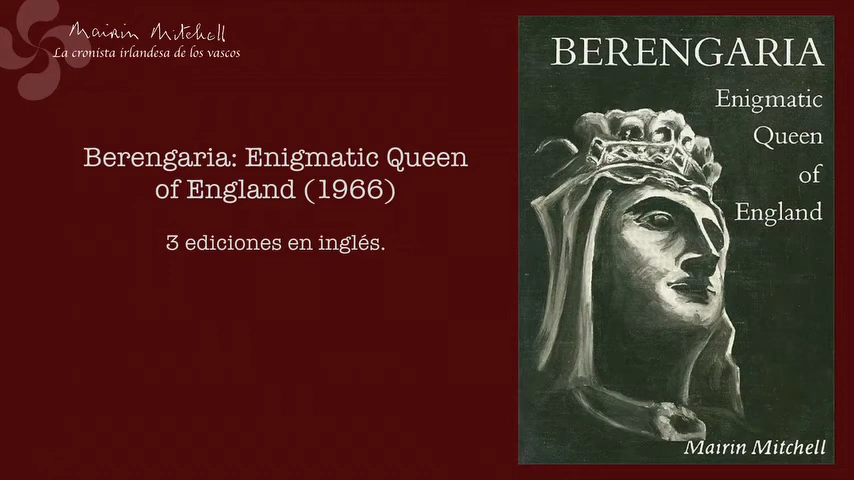 Mairin Mitchell
La cronista irlandesa de los vascos
Berengaria: Enigmatic Queen
of England (1966)
3 ediciones en inglés.
BERENGARIA
Enigmatic
Queen
of
England
Mairin Mitchell